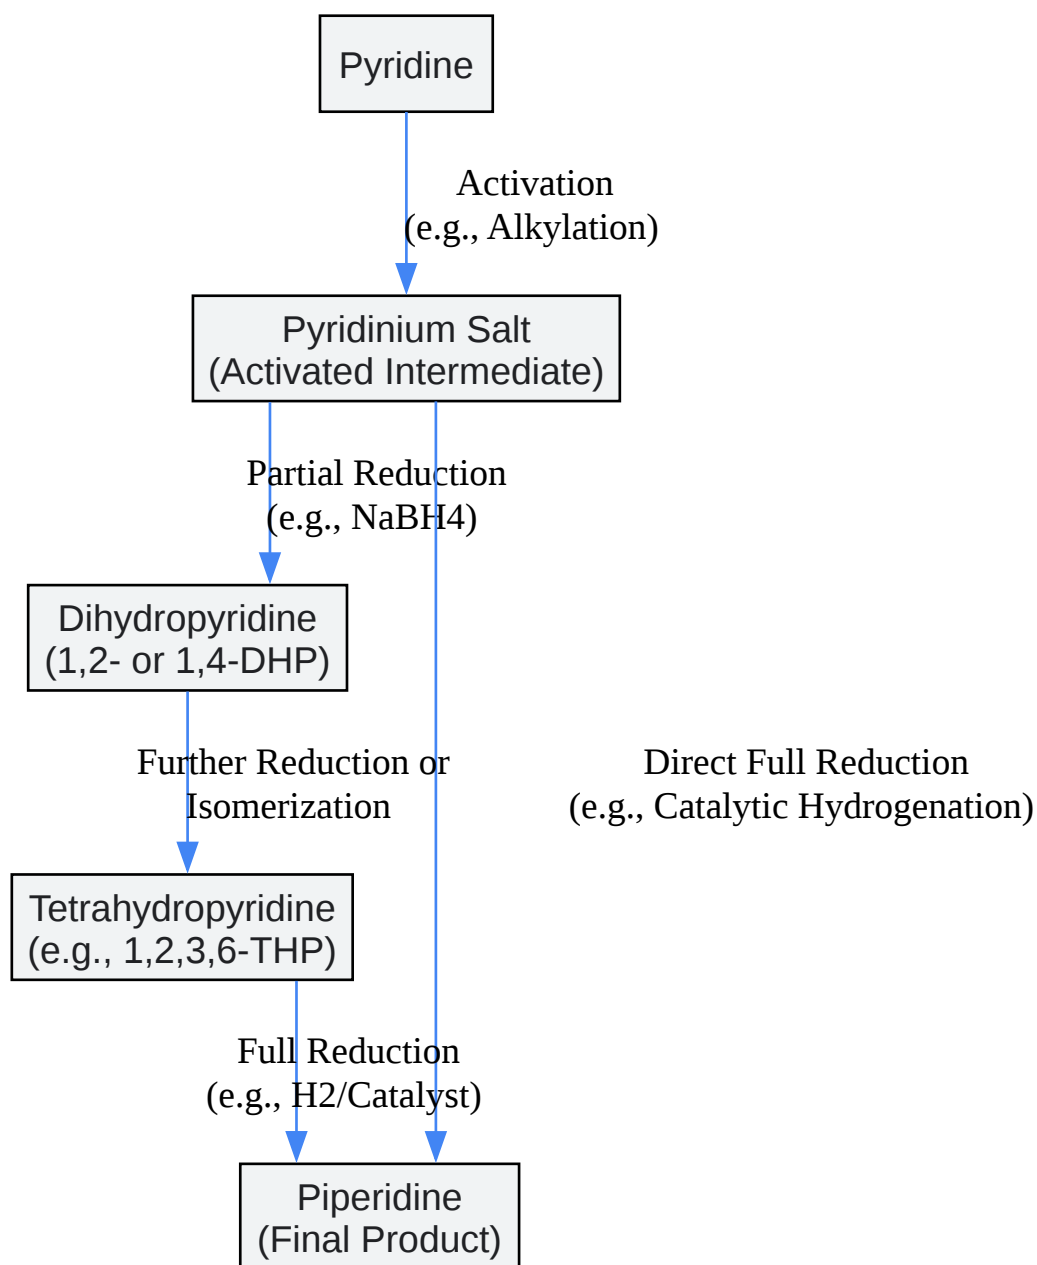 Pyridine
Activation
(e.g., Alkylation)
Pyridinium Salt
(Activated Intermediate)
Partial Reduction
(e.g., NaBH4)
Dihydropyridine
(1,2- or 1,4-DHP)
Further Reduction or
Isomerization
Direct Full Reduction
(e.g., Catalytic Hydrogenation)
Tetrahydropyridine
(e.g., 1,2,3,6-THP)
Full Reduction
(e.g., H2/Catalyst)
Piperidine
(Final Product)